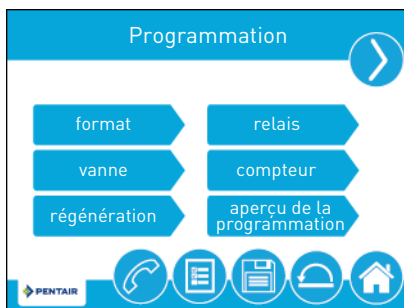 Programmation
format
relais
vanne
compteur
régénération
aperçu de la
programmation
PENTAIR